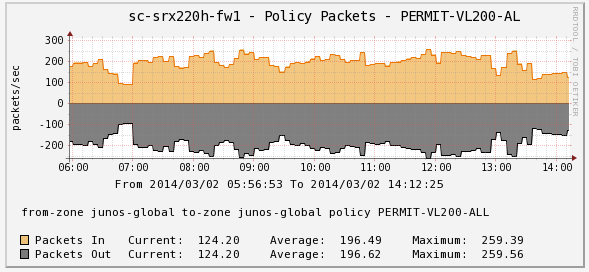 sc-srx220h-fw1 - Policy Packets - PERMIT-VL200-AL
RRDTOOL / TOBI OETIKER
packets/sec
300
200
100
0
-100
-200
06:00 07:00 08:00 09:00 10:00 11:00 12:00 13:00 14:00
From 2014/03/02 05:56:53 To 2014/03/02 14:12:25
from-zone junos-global to-zone junos-global policy PERMIT-VL200-ALL
Packets In Current: 124.20 Average: 196.49 Maximum: 259.39
Packets Out Current: 124.20 Average: 196.62 Maximum: 259.56